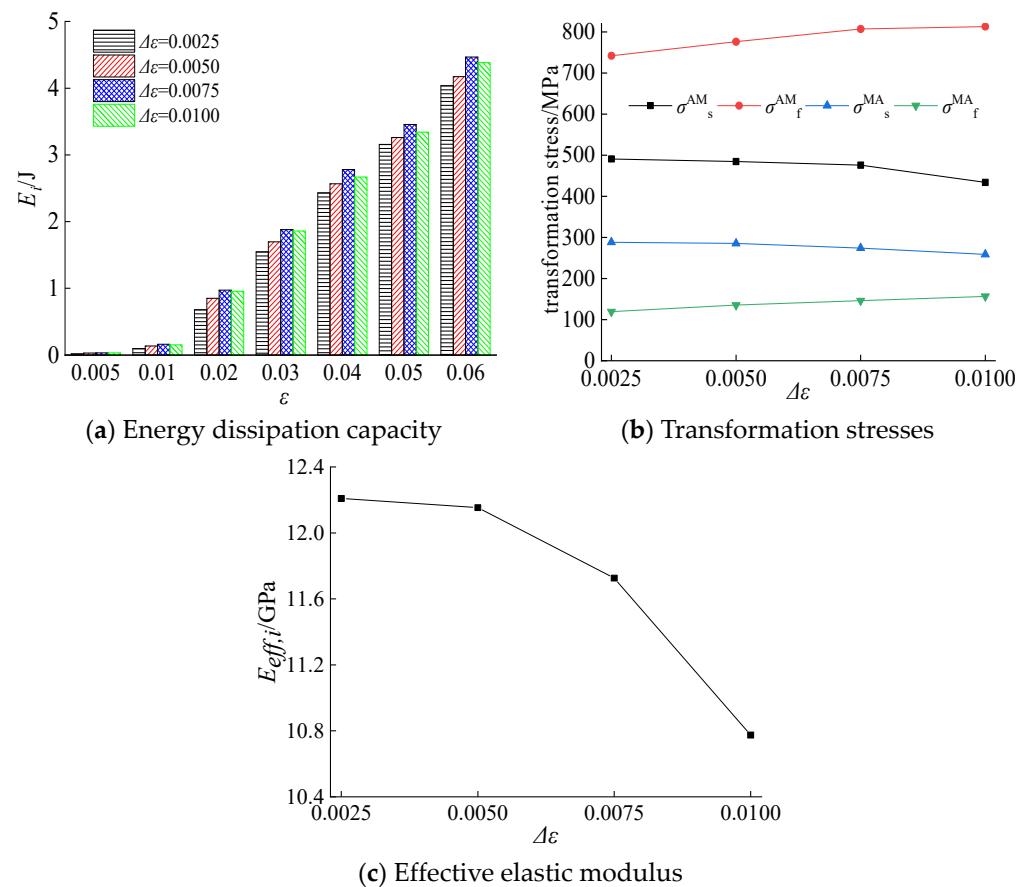 5
4
3
2
1
0
E_i/J
Δε=0.0025
Δε=0.0050
Δε=0.0075
Δε=0.0100
0.005 0.01 0.02 0.03 0.04 0.05 0.06
ε
(a) Energy dissipation capacity
800
700
600
500
400
300
200
100
0
transformation stress/MPa
σ^AM_s σ^AM_f σ^MA_s σ^MA_f
0.0025 0.0050 0.0075 0.0100
Δε
(b) Transformation stresses
12.4
12.0
11.6
11.2
10.8
10.4
E_eff,i/GPa
0.0025 0.0050 0.0075 0.0100
Δε
(c) Effective elastic modulus